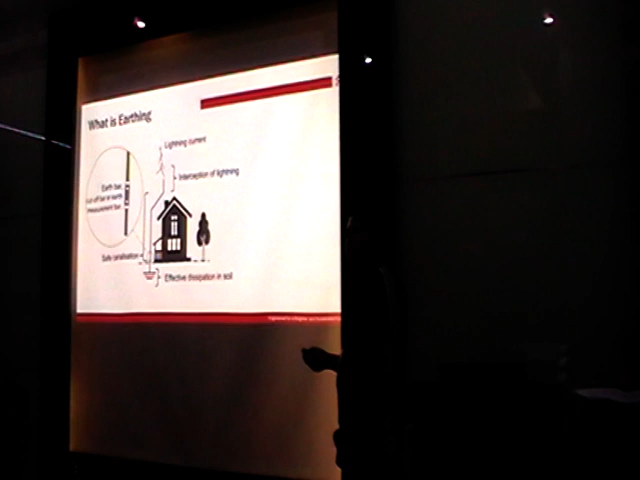 What is Earthing
Lightning current
Interception of lightning
Earth bar,
cut off bar or earth
measurement bar.
Safe canalisation
Effective dissipation in soil